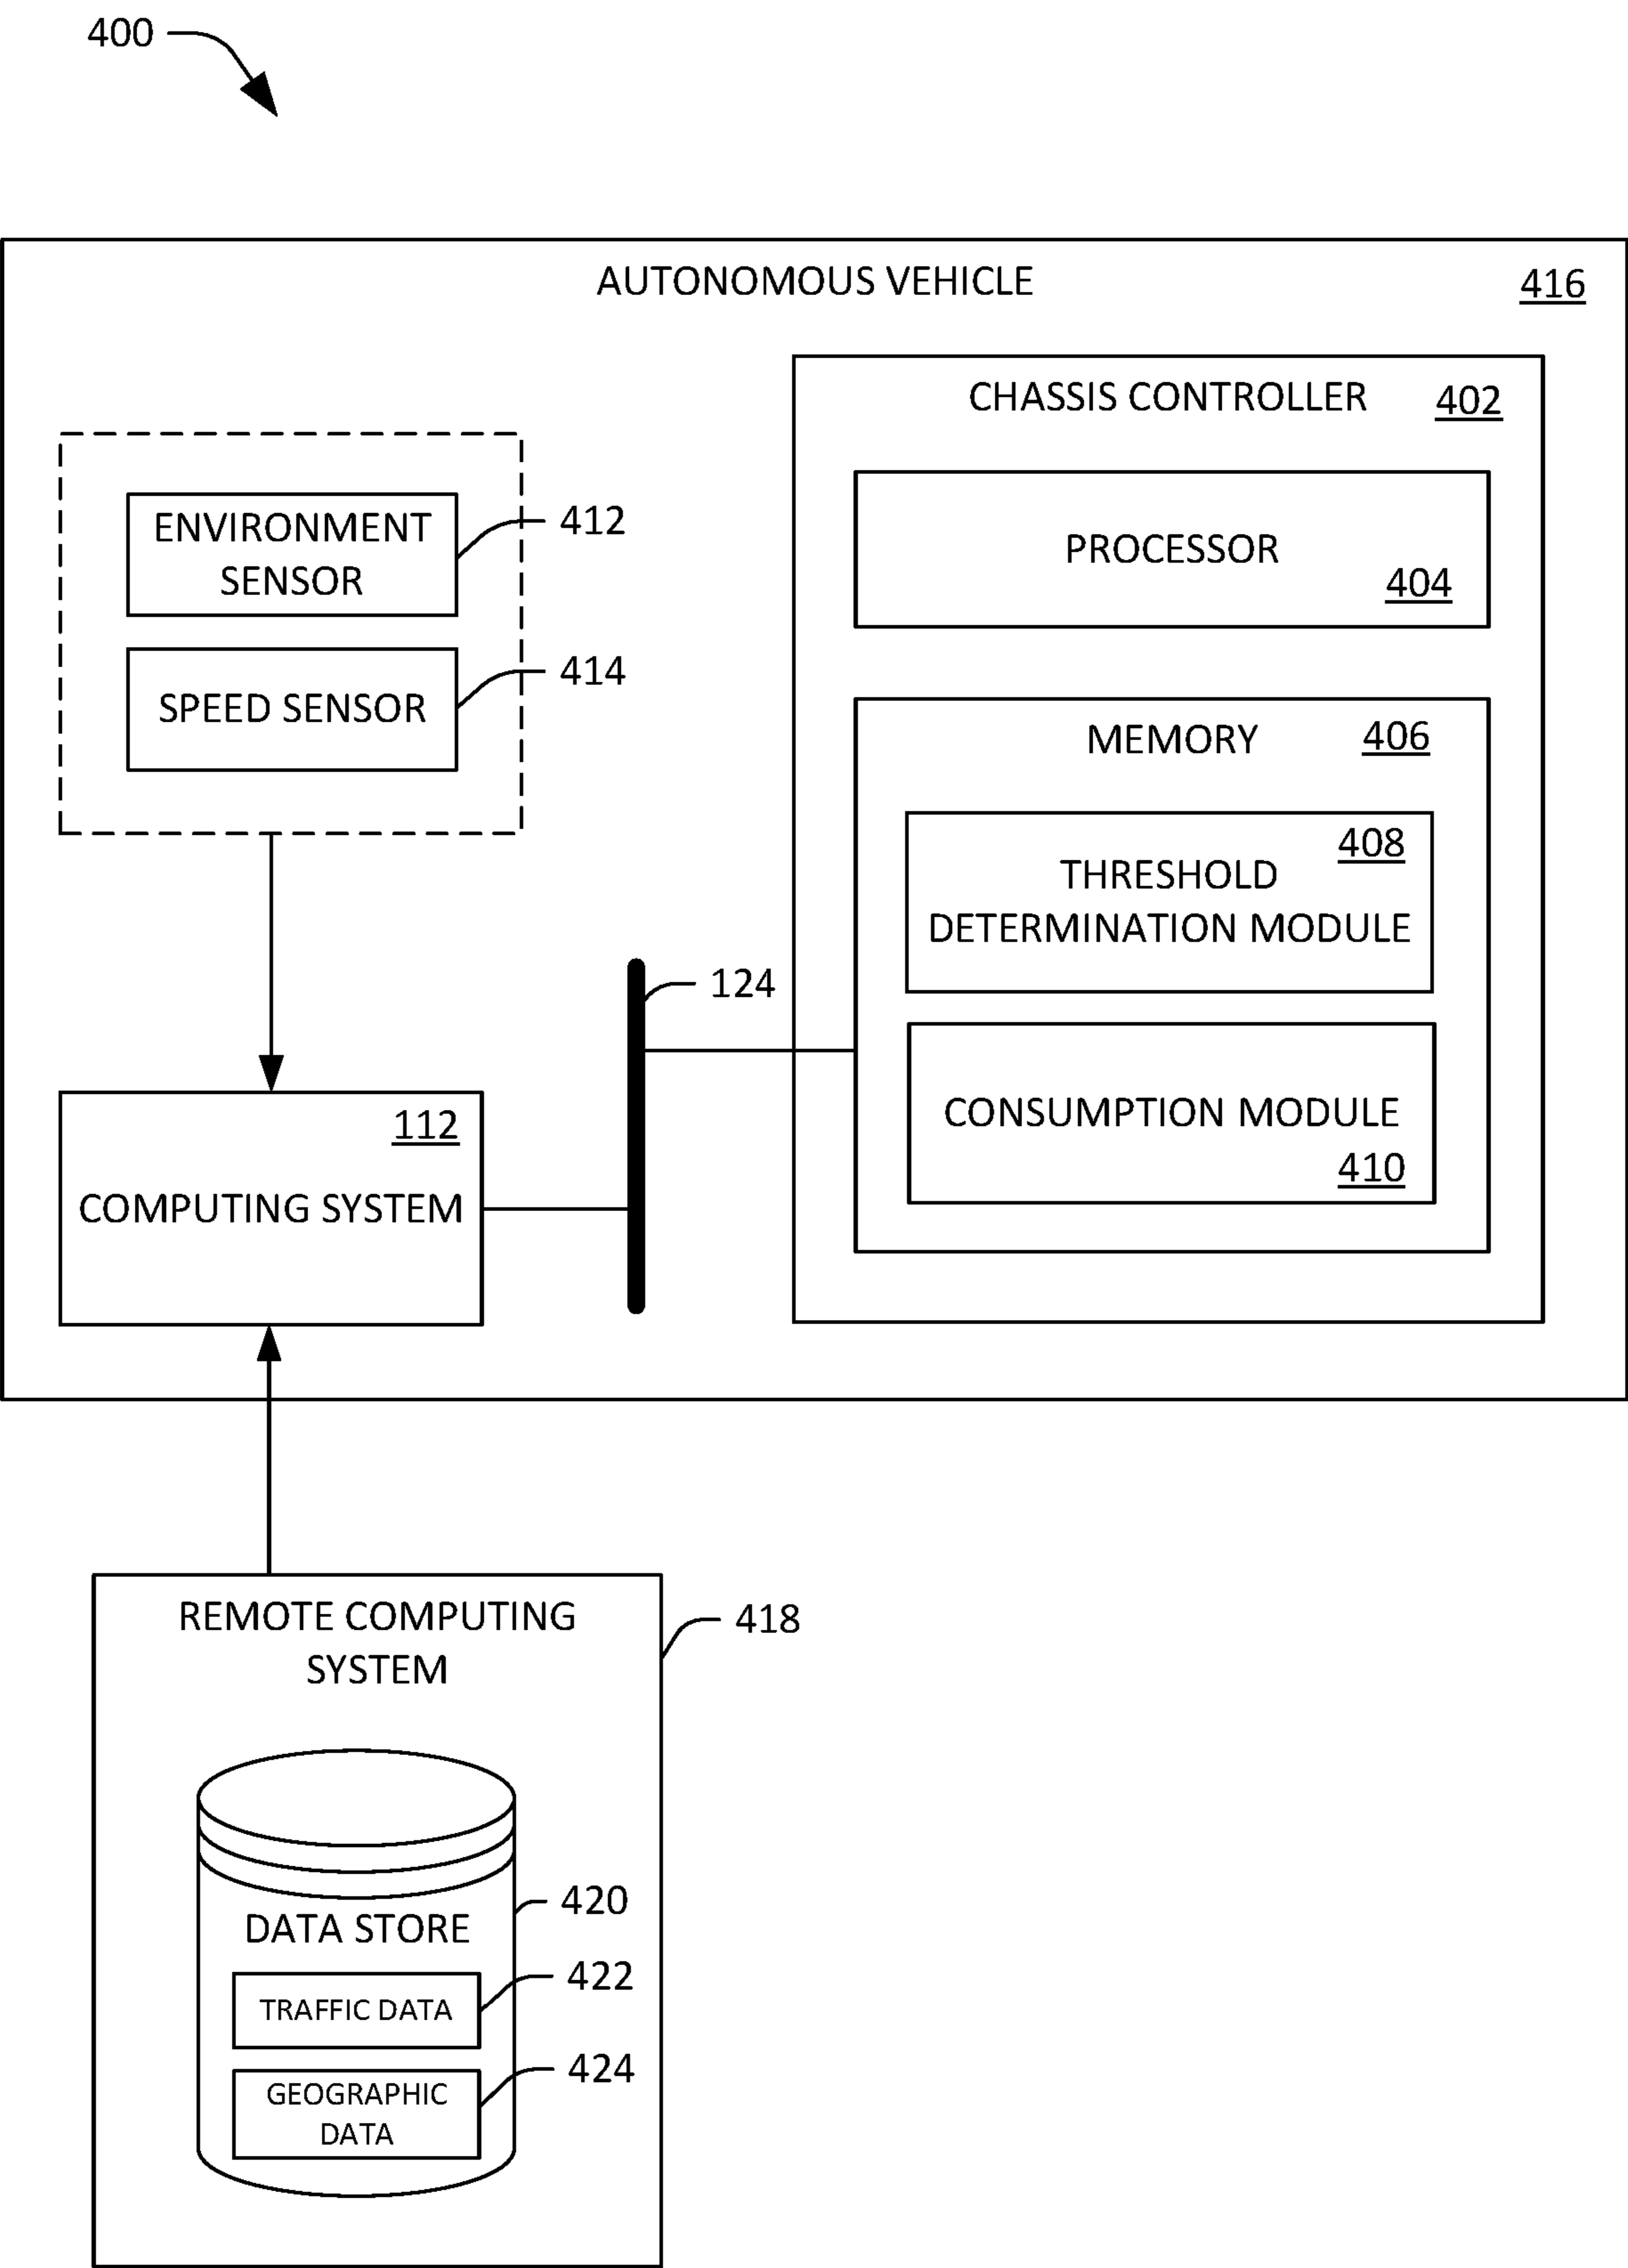 400
AUTONOMOUS VEHICLE
416
CHASSIS CONTROLLER
402
ENVIRONMENT
SENSOR
412
SPEED SENSOR
414
PROCESSOR
404
MEMORY
406
408
THRESHOLD
DETERMINATION MODULE
124
CONSUMPTION MODULE
410
112
COMPUTING SYSTEM
REMOTE COMPUTING
SYSTEM
418
DATA STORE
420
TRAFFIC DATA
422
GEOGRAPHIC
DATA
424